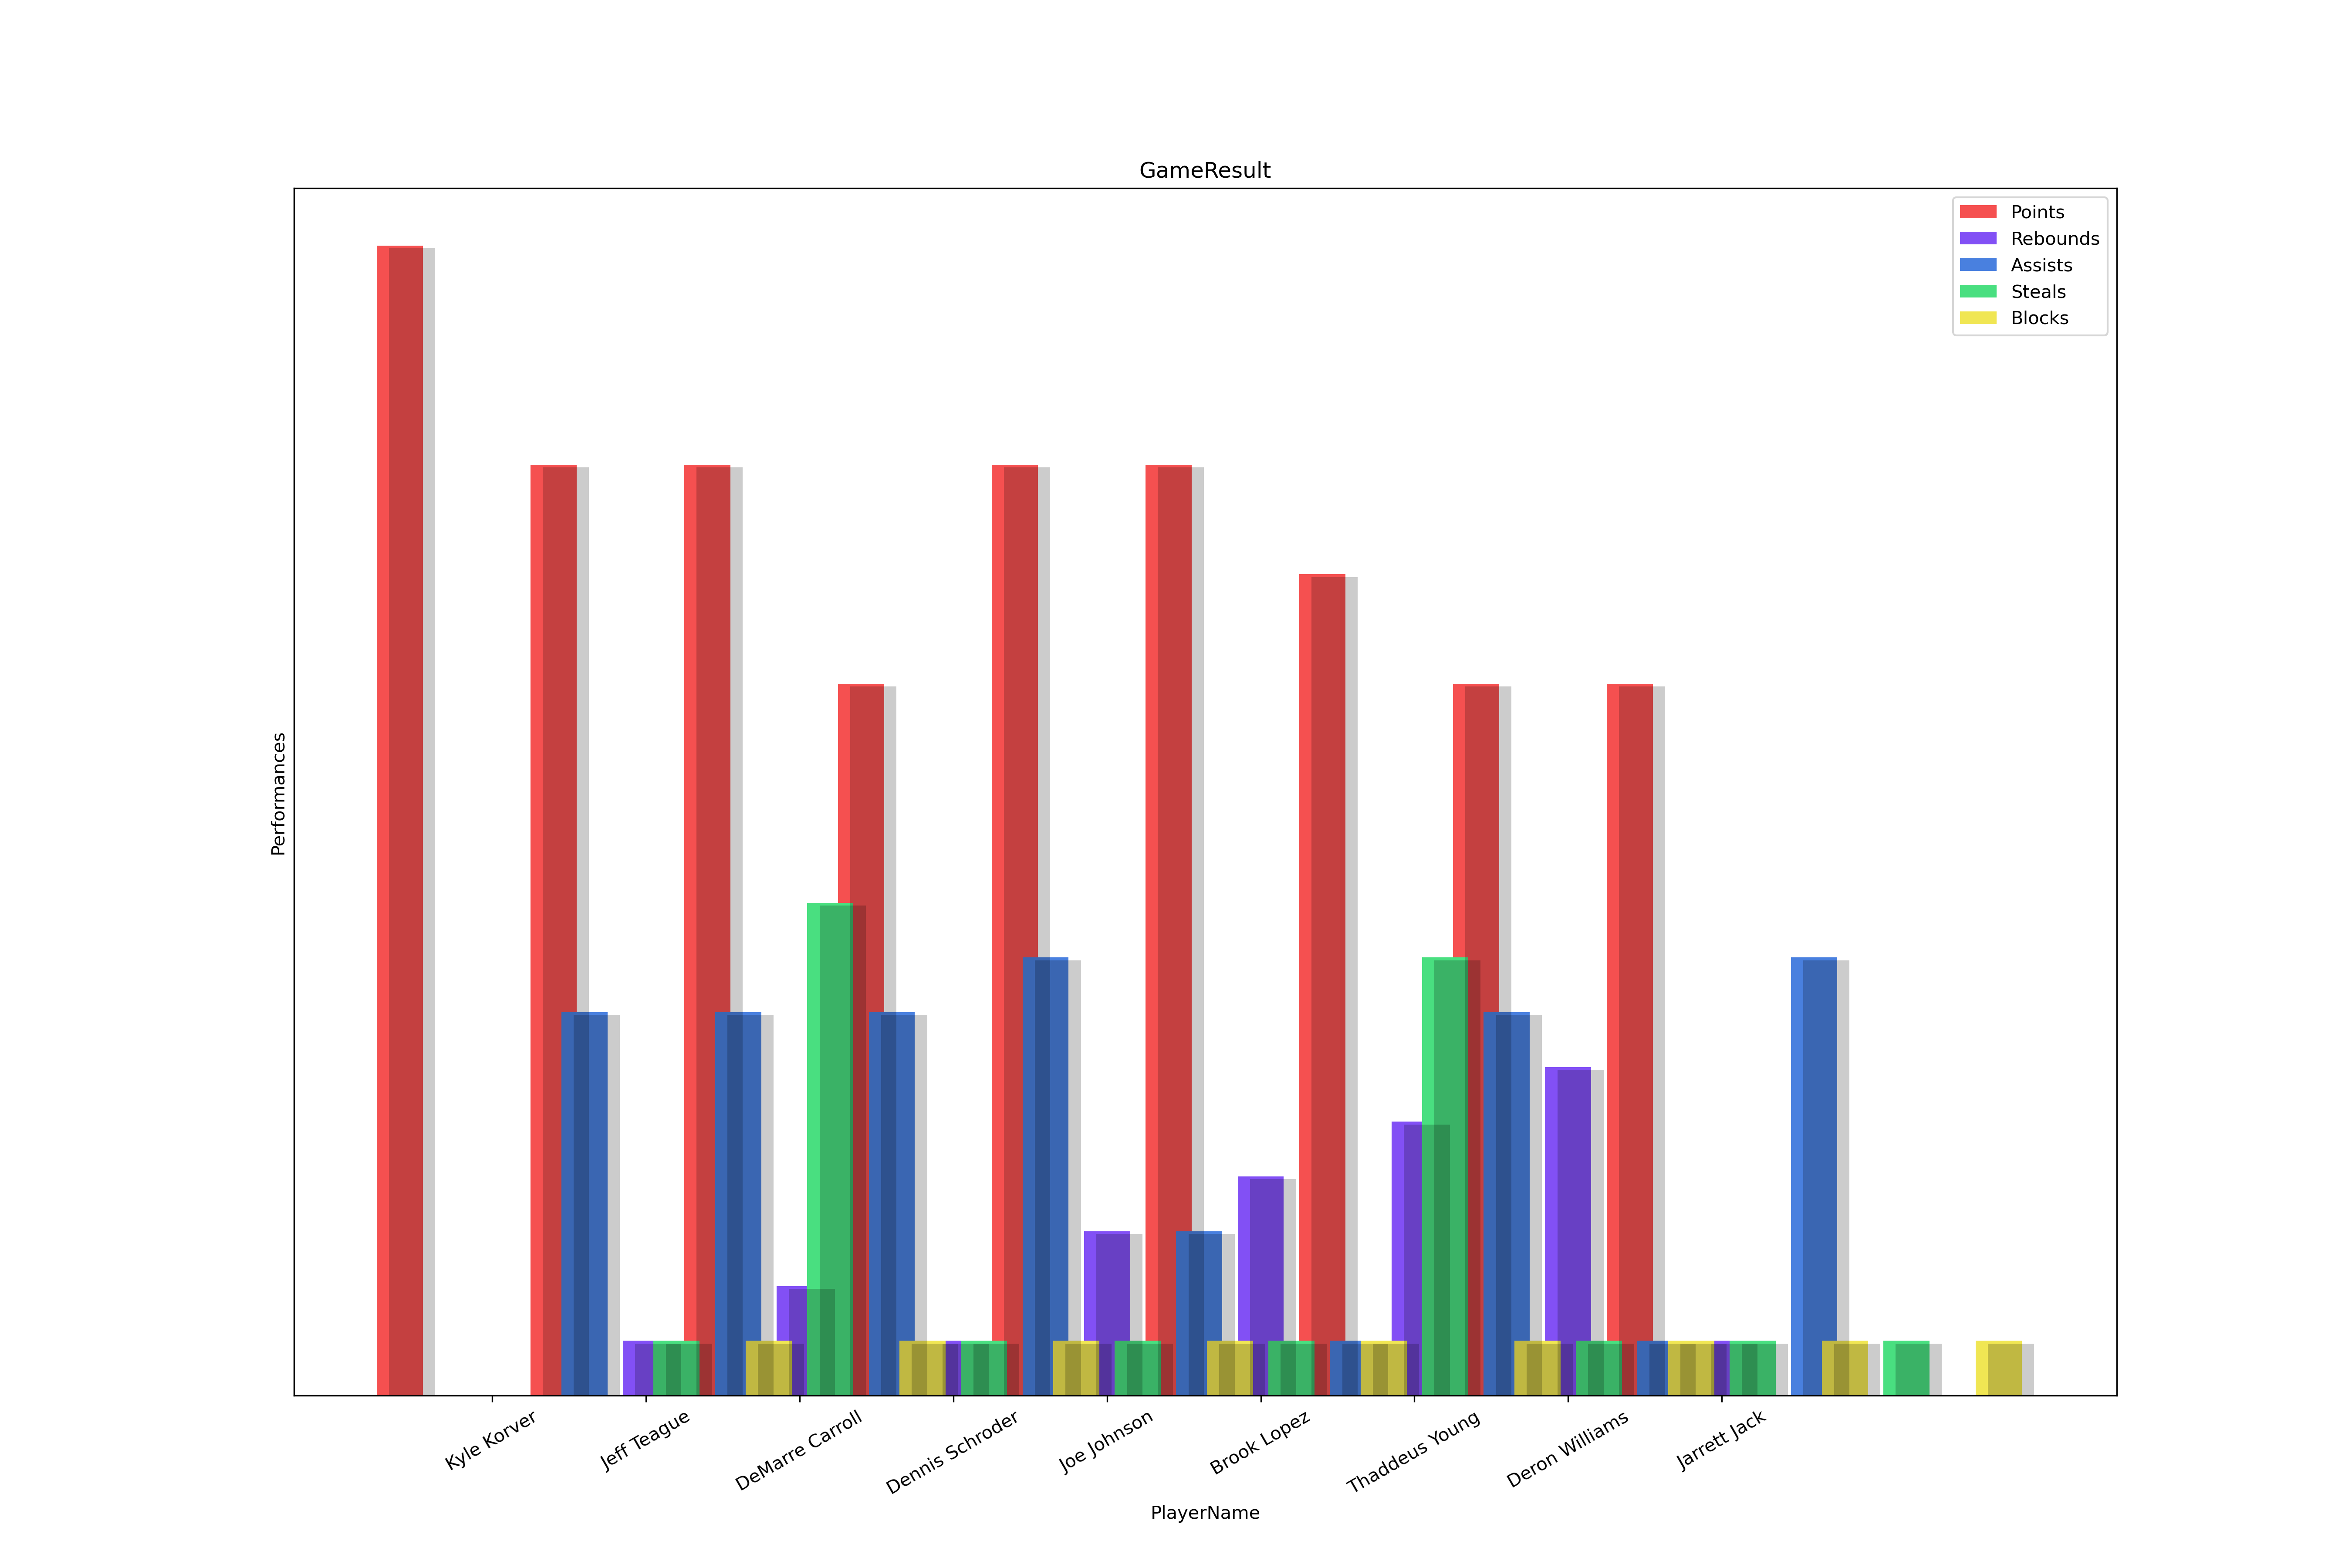 GameResult
Points
Rebounds
Assists
Steals
Blocks
Performances
Kyle Korver
Jeff Teague
DeMarre Carroll
Dennis Schroder
Joe Johnson
Brook Lopez
Thaddeus Young
Deron Williams
Jarrett Jack
PlayerName